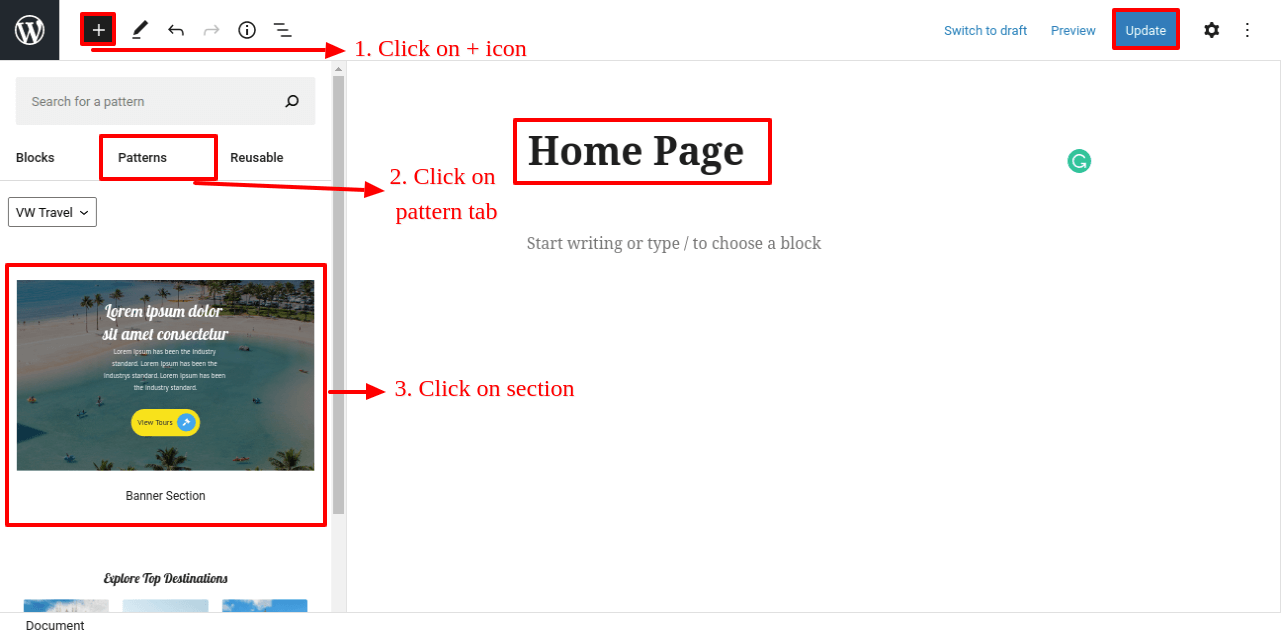 Switch to draft
Preview
Update
1. Click on + icon
Search for a pattern
Blocks
Patterns
Reusable
2. Click on
pattern tab
Home Page
VW Travel
Start writing or type / to choose a block
Lorem ipsum dolor
sit amet consectetur
Lorem ipsum has been the industry
standard. Lorem ipsum has been the
industrys standard. Lorem ipsum has been
the industry standard.
View Tours
3. Click on section
Banner Section
Explore Top Destinations
Document